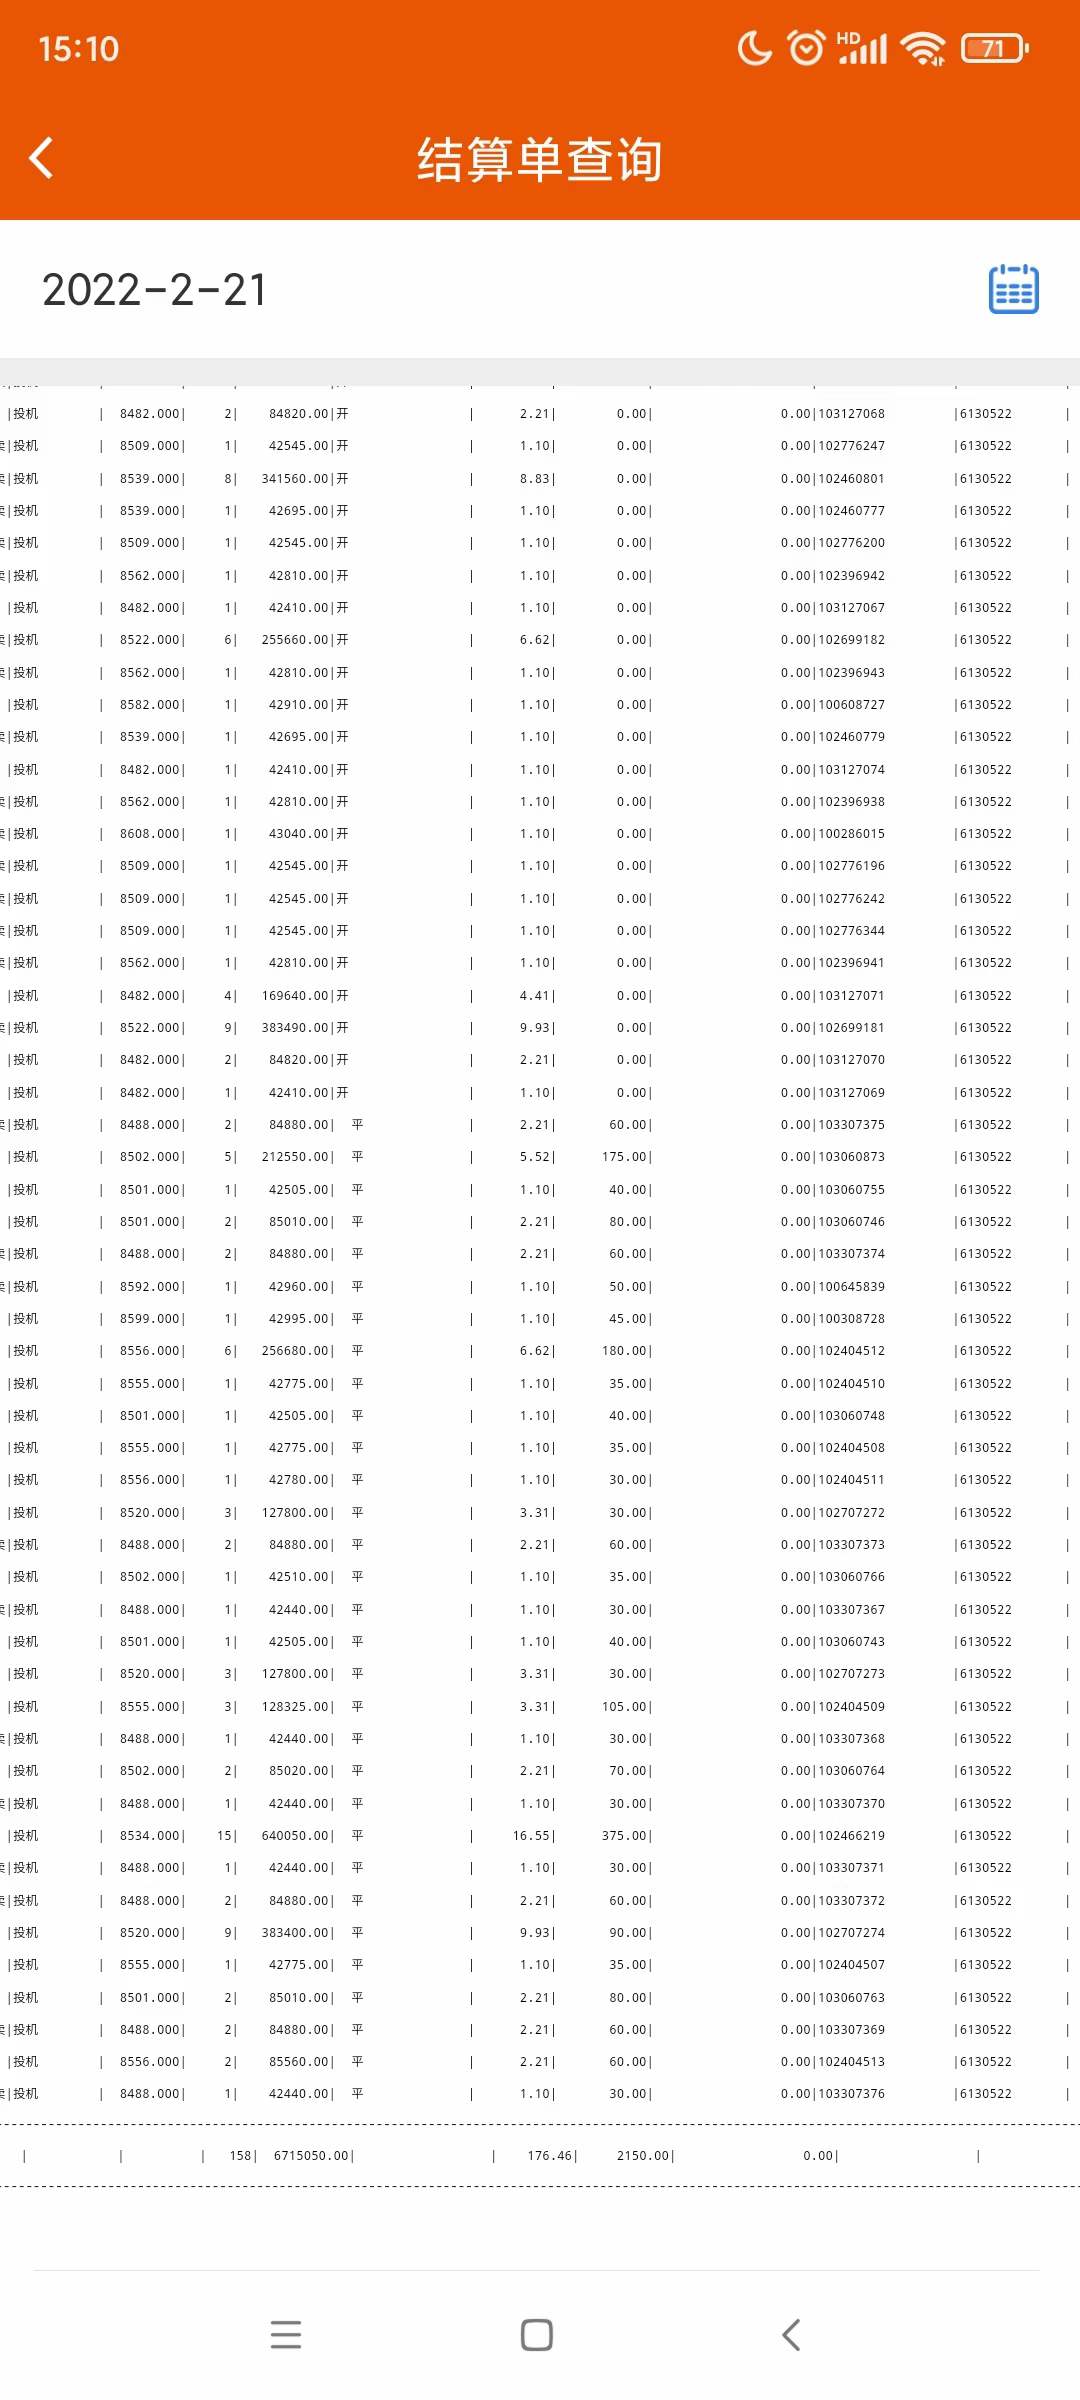 15:10 HD 71
结算单查询
2022-2-21
|投机 | 8482.000| 2| 84820.00|开 | 2.21| 0.00| 0.00|103127068 |6130522 |
卖|投机 | 8509.000| 1| 42545.00|开 | 1.10| 0.00| 0.00|102776247 |6130522 |
卖|投机 | 8539.000| 8| 341560.00|开 | 8.83| 0.00| 0.00|102460801 |6130522 |
卖|投机 | 8539.000| 1| 42695.00|开 | 1.10| 0.00| 0.00|102460777 |6130522 |
卖|投机 | 8509.000| 1| 42545.00|开 | 1.10| 0.00| 0.00|102776200 |6130522 |
卖|投机 | 8562.000| 1| 42810.00|开 | 1.10| 0.00| 0.00|102396942 |6130522 |
|投机 | 8482.000| 1| 42410.00|开 | 1.10| 0.00| 0.00|103127067 |6130522 |
卖|投机 | 8522.000| 6| 255660.00|开 | 6.62| 0.00| 0.00|102699182 |6130522 |
卖|投机 | 8562.000| 1| 42810.00|开 | 1.10| 0.00| 0.00|102396943 |6130522 |
|投机 | 8582.000| 1| 42910.00|开 | 1.10| 0.00| 0.00|100608727 |6130522 |
卖|投机 | 8539.000| 1| 42695.00|开 | 1.10| 0.00| 0.00|102460779 |6130522 |
|投机 | 8482.000| 1| 42410.00|开 | 1.10| 0.00| 0.00|103127074 |6130522 |
卖|投机 | 8562.000| 1| 42810.00|开 | 1.10| 0.00| 0.00|102396938 |6130522 |
卖|投机 | 8608.000| 1| 43040.00|开 | 1.10| 0.00| 0.00|100286015 |6130522 |
卖|投机 | 8509.000| 1| 42545.00|开 | 1.10| 0.00| 0.00|102776196 |6130522 |
卖|投机 | 8509.000| 1| 42545.00|开 | 1.10| 0.00| 0.00|102776242 |6130522 |
卖|投机 | 8509.000| 1| 42545.00|开 | 1.10| 0.00| 0.00|102776344 |6130522 |
卖|投机 | 8562.000| 1| 42810.00|开 | 1.10| 0.00| 0.00|102396941 |6130522 |
|投机 | 8482.000| 4| 169640.00|开 | 4.41| 0.00| 0.00|103127071 |6130522 |
卖|投机 | 8522.000| 9| 383490.00|开 | 9.93| 0.00| 0.00|102699181 |6130522 |
|投机 | 8482.000| 2| 84820.00|开 | 2.21| 0.00| 0.00|103127070 |6130522 |
|投机 | 8482.000| 1| 42410.00|开 | 1.10| 0.00| 0.00|103127069 |6130522 |
卖|投机 | 8488.000| 2| 84880.00| 平 | 2.21| 60.00| 0.00|103307375 |6130522 |
|投机 | 8502.000| 5| 212550.00| 平 | 5.52| 175.00| 0.00|103060873 |6130522 |
|投机 | 8501.000| 1| 42505.00| 平 | 1.10| 40.00| 0.00|103060755 |6130522 |
|投机 | 8501.000| 2| 85010.00| 平 | 2.21| 80.00| 0.00|103060746 |6130522 |
卖|投机 | 8488.000| 2| 84880.00| 平 | 2.21| 60.00| 0.00|103307374 |6130522 |
卖|投机 | 8592.000| 1| 42960.00| 平 | 1.10| 50.00| 0.00|100645839 |6130522 |
|投机 | 8599.000| 1| 42995.00| 平 | 1.10| 45.00| 0.00|100308728 |6130522 |
|投机 | 8556.000| 6| 256680.00| 平 | 6.62| 180.00| 0.00|102404512 |6130522 |
|投机 | 8555.000| 1| 42775.00| 平 | 1.10| 35.00| 0.00|102404510 |6130522 |
|投机 | 8501.000| 1| 42505.00| 平 | 1.10| 40.00| 0.00|103060748 |6130522 |
|投机 | 8555.000| 1| 42775.00| 平 | 1.10| 35.00| 0.00|102404508 |6130522 |
|投机 | 8556.000| 1| 42780.00| 平 | 1.10| 30.00| 0.00|102404511 |6130522 |
|投机 | 8520.000| 3| 127800.00| 平 | 3.31| 30.00| 0.00|102707272 |6130522 |
卖|投机 | 8488.000| 2| 84880.00| 平 | 2.21| 60.00| 0.00|103307373 |6130522 |
|投机 | 8502.000| 1| 42510.00| 平 | 1.10| 35.00| 0.00|103060766 |6130522 |
卖|投机 | 8488.000| 1| 42440.00| 平 | 1.10| 30.00| 0.00|103307367 |6130522 |
|投机 | 8501.000| 1| 42505.00| 平 | 1.10| 40.00| 0.00|103060743 |6130522 |
|投机 | 8520.000| 3| 127800.00| 平 | 3.31| 30.00| 0.00|102707273 |6130522 |
|投机 | 8555.000| 3| 128325.00| 平 | 3.31| 105.00| 0.00|102404509 |6130522 |
卖|投机 | 8488.000| 1| 42440.00| 平 | 1.10| 30.00| 0.00|103307368 |6130522 |
|投机 | 8502.000| 2| 85020.00| 平 | 2.21| 70.00| 0.00|103060764 |6130522 |
卖|投机 | 8488.000| 1| 42440.00| 平 | 1.10| 30.00| 0.00|103307370 |6130522 |
|投机 | 8534.000| 15| 640050.00| 平 | 16.55| 375.00| 0.00|102466219 |6130522 |
卖|投机 | 8488.000| 1| 42440.00| 平 | 1.10| 30.00| 0.00|103307371 |6130522 |
卖|投机 | 8488.000| 2| 84880.00| 平 | 2.21| 60.00| 0.00|103307372 |6130522 |
|投机 | 8520.000| 9| 383400.00| 平 | 9.93| 90.00| 0.00|102707274 |6130522 |
|投机 | 8555.000| 1| 42775.00| 平 | 1.10| 35.00| 0.00|102404507 |6130522 |
|投机 | 8501.000| 2| 85010.00| 平 | 2.21| 80.00| 0.00|103060763 |6130522 |
卖|投机 | 8488.000| 2| 84880.00| 平 | 2.21| 60.00| 0.00|103307369 |6130522 |
|投机 | 8556.000| 2| 85560.00| 平 | 2.21| 60.00| 0.00|102404513 |6130522 |
卖|投机 | 8488.000| 1| 42440.00| 平 | 1.10| 30.00| 0.00|103307376 |6130522 |
| | | 158| 6715050.00| | 176.46| 2150.00| 0.00| |